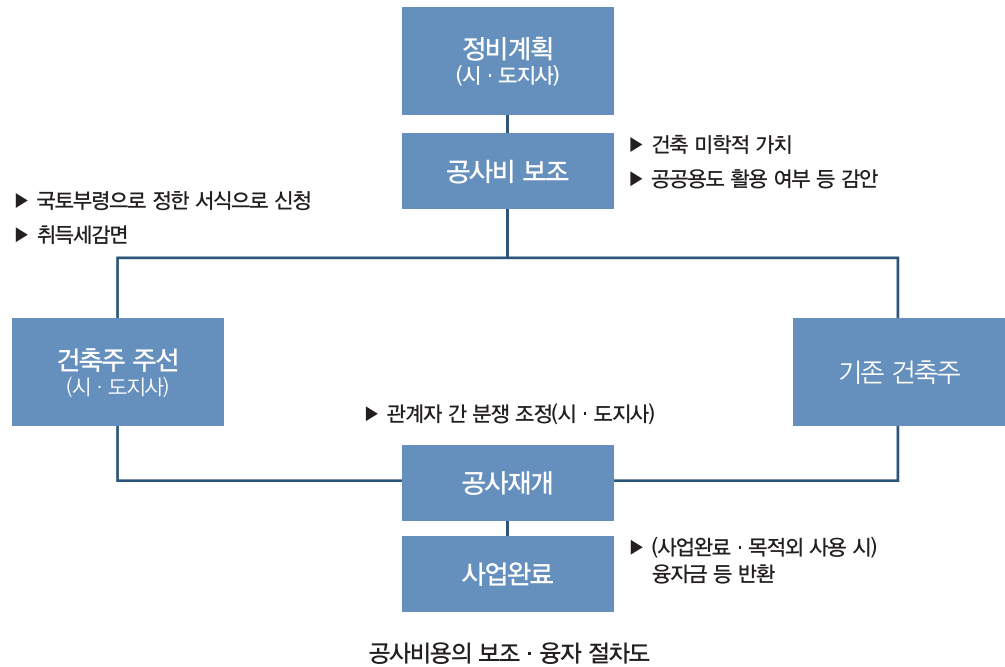 정비계획
(시 · 도지사)
공사비 보조
▶ 건축 미학적 가치
▶ 공공용도 활용 여부 등 감안
▶ 국토부령으로 정한 서식으로 신청
▶ 취득세감면
건축주 주선
(시 · 도지사)
기존 건축주
▶ 관계자 간 분쟁 조정(시 · 도지사)
공사재개
사업완료
▶ (사업완료 · 목적외 사용 시)
융자금 등 반환
공사비용의 보조 · 융자 절차도